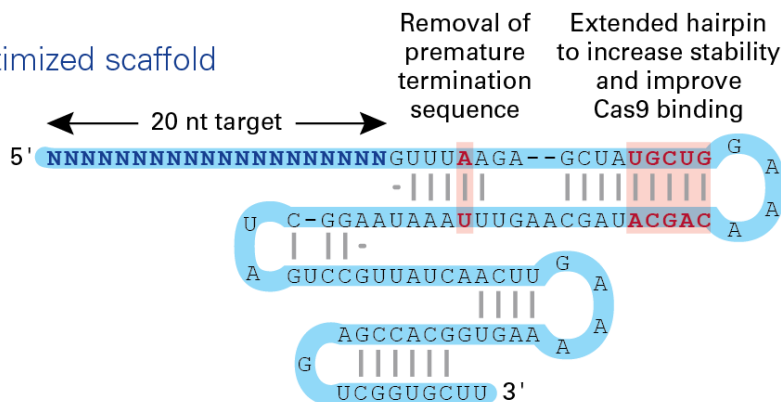 timized scaffold
Removal of
premature
termination
sequence
Extended hairpin
to increase stability
and improve
Cas9 binding
20 nt target
5' NNNNNNNNNNNNNNNNNNNNGUUUAAGA--GCUAUGCUG
G
A
A
A
U C-GGAAUAAAUUUGAACGAUACGAC
A GUCCGUUAUCAACUU
G
A
A
A
AGCCACGGUGAA
G
UCGGUGCUU 3'